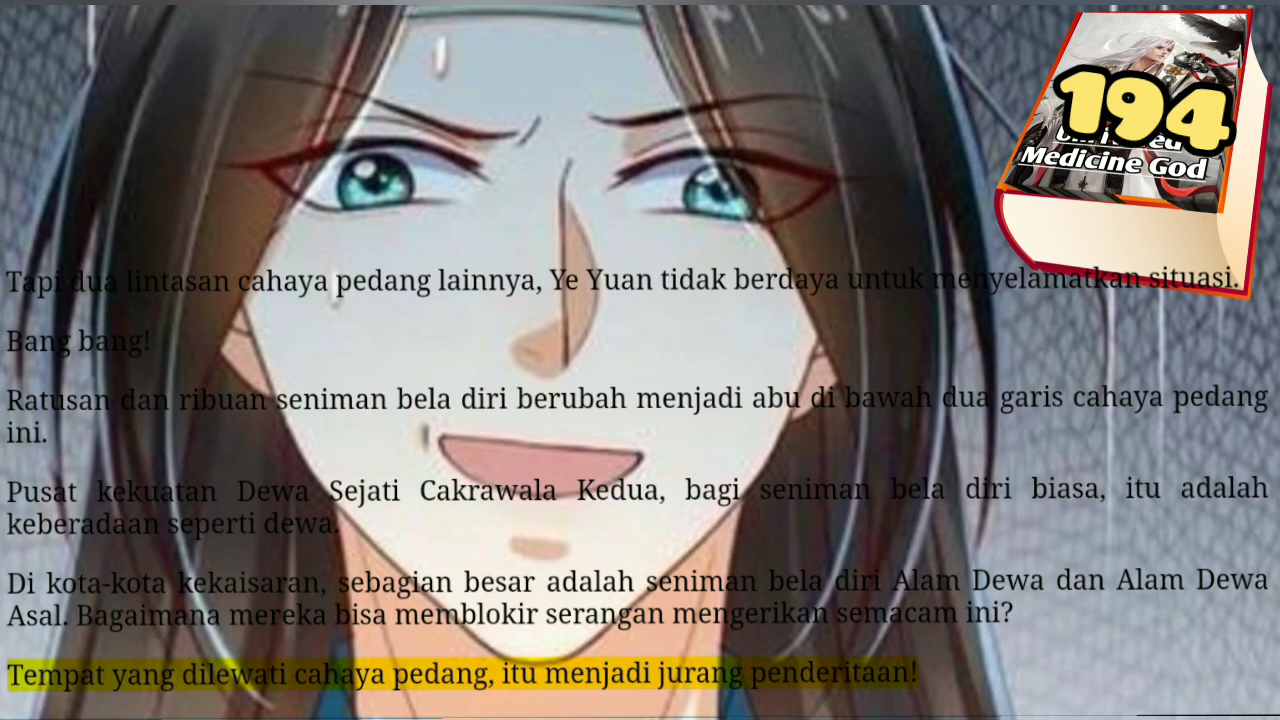 194
Medicine God
Tapi dua lintasan cahaya pedang lainnya, Ye Yuan tidak berdaya untuk menyelamatkan situasi.
Bang bang!
Ratusan dan ribuan seniman bela diri berubah menjadi abu di bawah dua garis cahaya pedang
ini.
Pusat kekuatan Dewa Sejati Cakrawala Kedua, bagi seniman bela diri biasa, itu adalah
keberadaan seperti dewa.
Di kota-kota kekaisaran, sebagian besar adalah seniman bela diri Alam Dewa dan Alam Dewa
Asal. Bagaimana mereka bisa memblokir serangan mengerikan semacam ini?
Tempat yang dilewati cahaya pedang, itu menjadi jurang penderitaan!